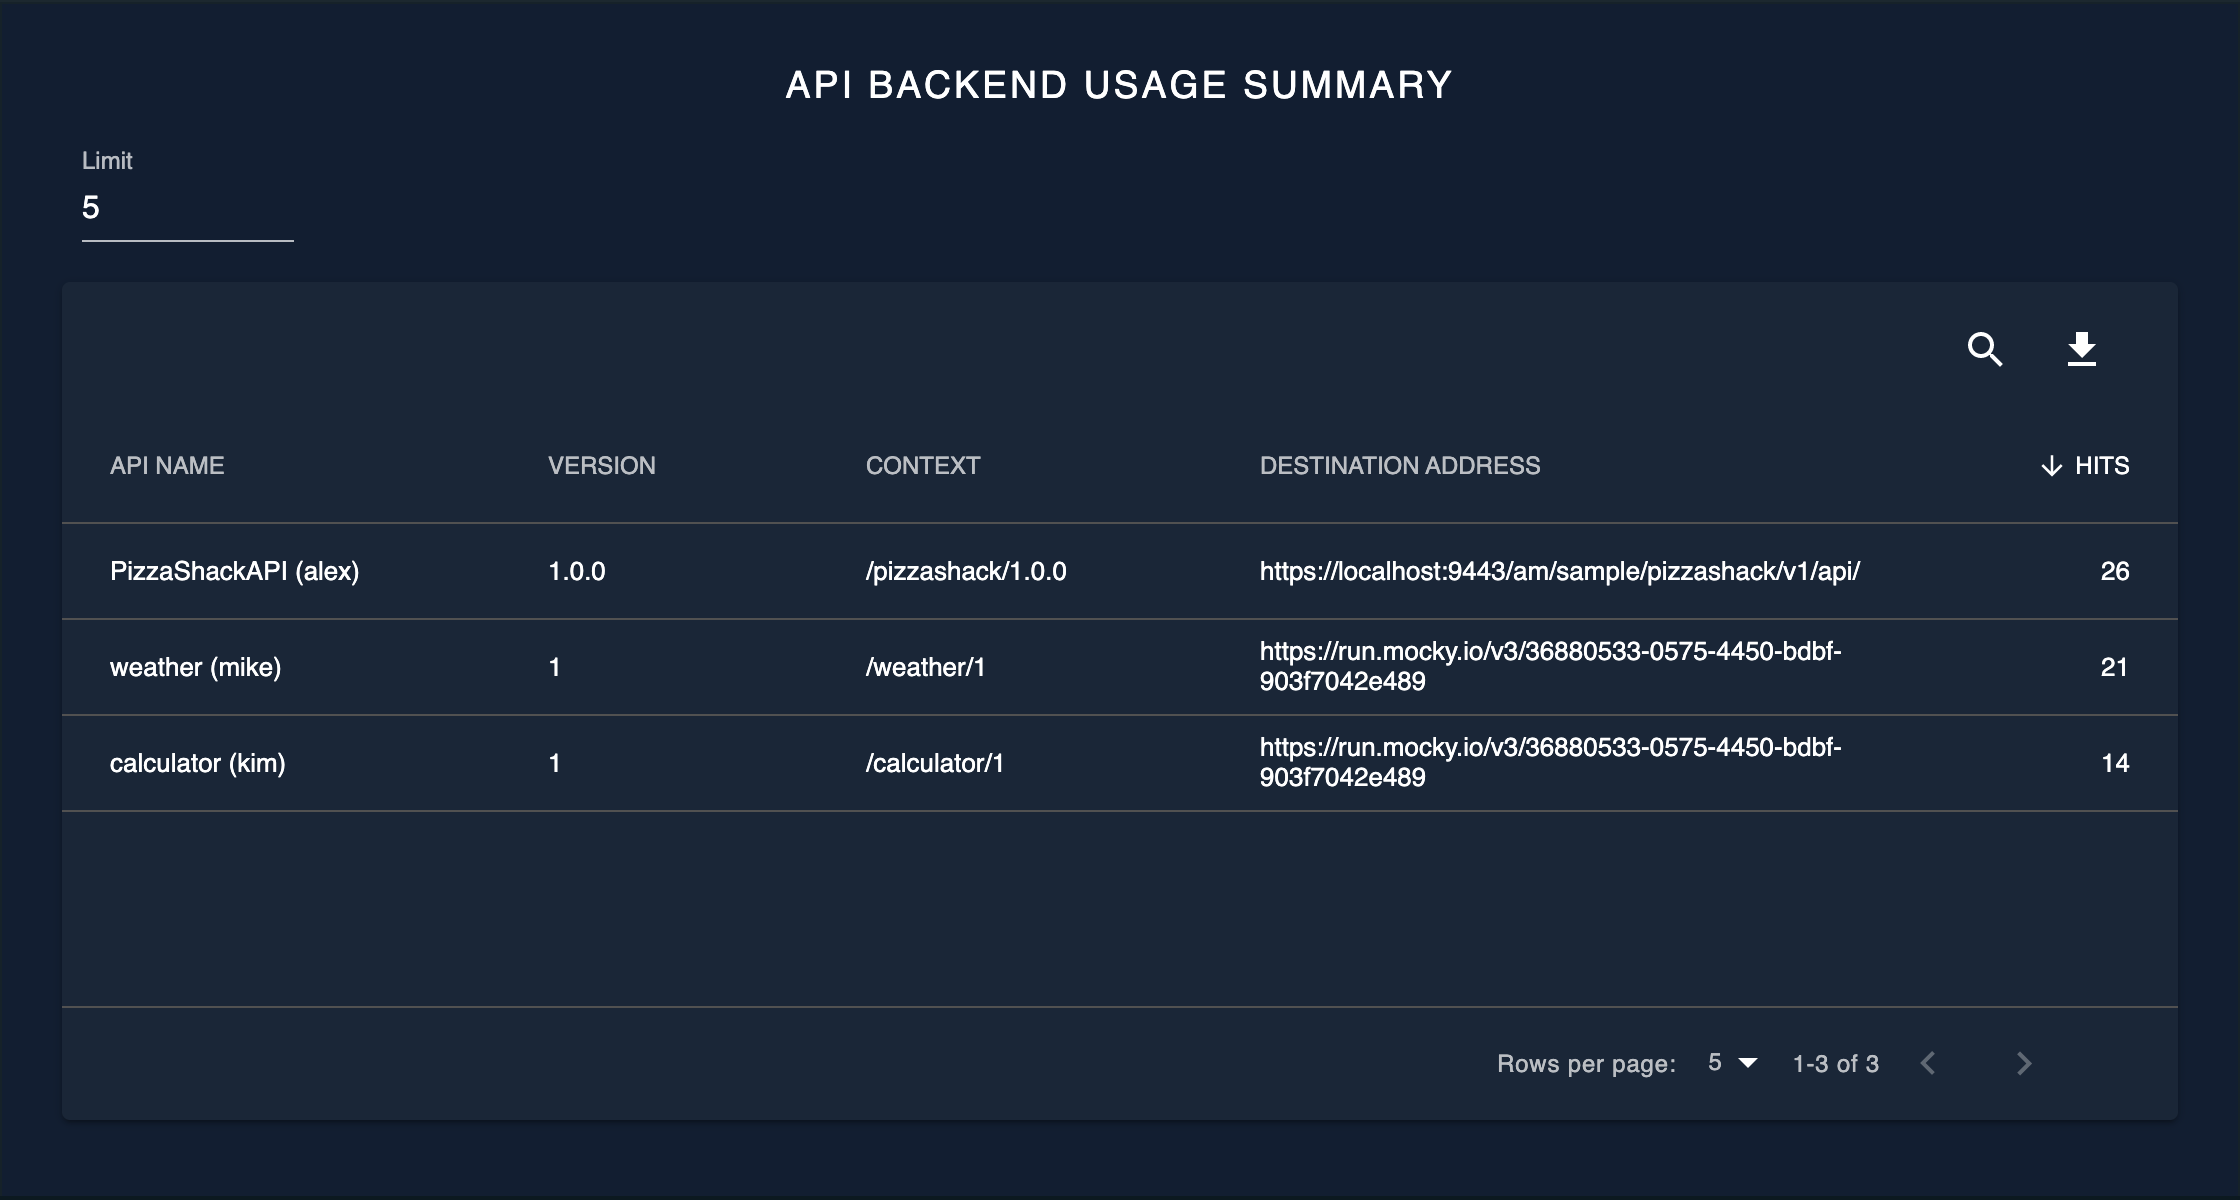 API BACKEND USAGE SUMMARY
Limit
5
API NAME VERSION CONTEXT DESTINATION ADDRESS HITS
PizzaShackAPI (alex) 1.0.0 /pizzashack/1.0.0 https://localhost:9443/am/sample/pizzashack/v1/api/ 26
weather (mike) 1 /weather/1 https://run.mocky.io/v3/36880533-0575-4450-bdbf-
903f7042e489 21
calculator (kim) 1 /calculator/1 https://run.mocky.io/v3/36880533-0575-4450-bdbf-
903f7042e489 14
Rows per page: 5 1-3 of 3